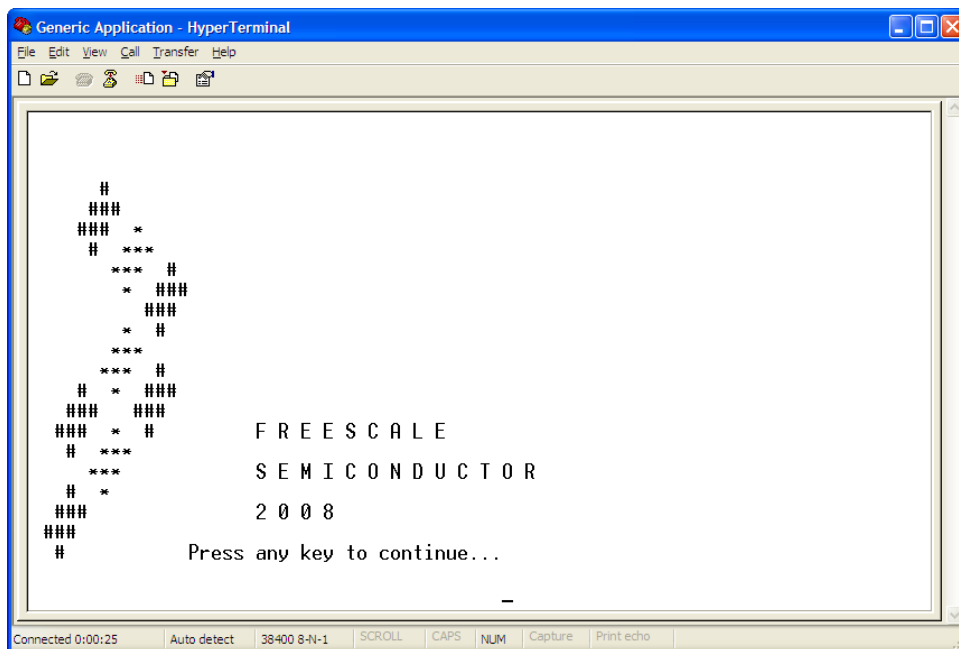 Generic Application - HyperTerminal
File Edit View Call Transfer Help
#
###
### *
# ***
*** #
* ###
###
* #
***
*** #
# * ###
### ###
### * # F R E E S C A L E
# ***
*** S E M I C O N D U C T O R
# *
### 2 0 0 8
###
# Press any key to continue...
_
Connected 0:00:25 Auto detect 38400 8-N-1 SCROLL CAPS NUM Capture Print echo